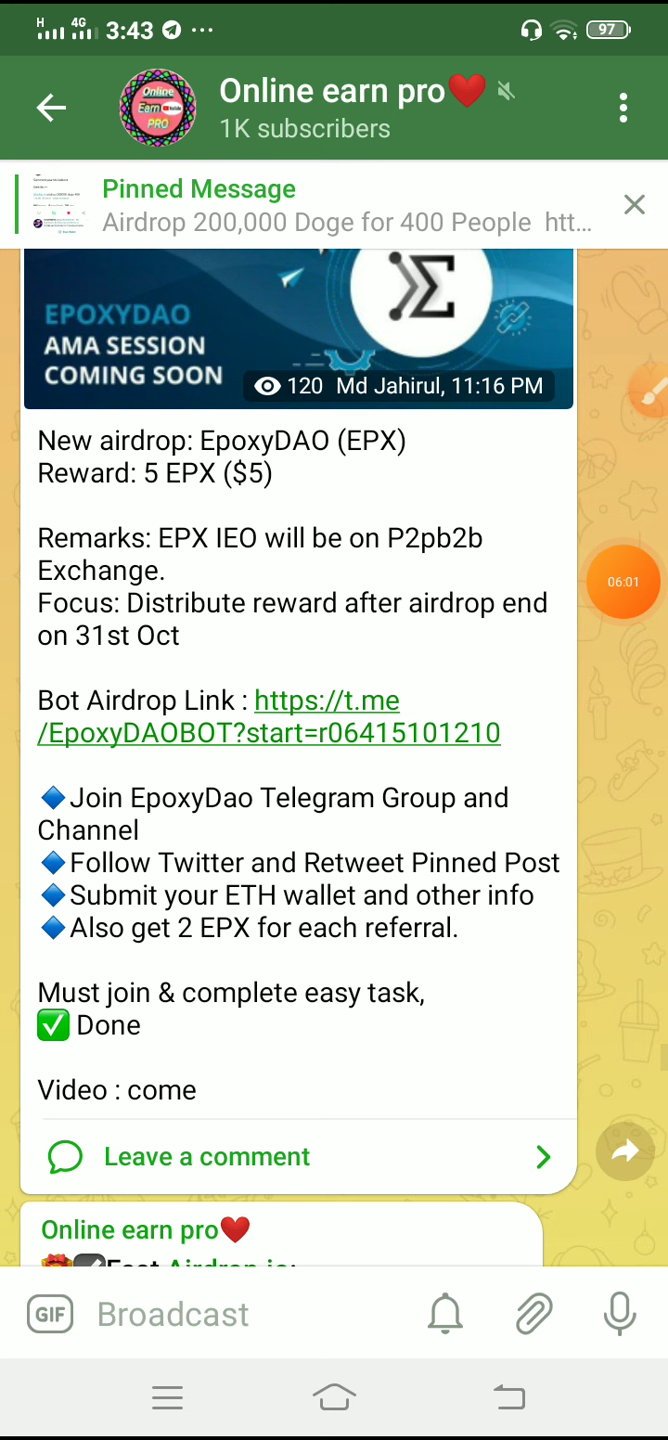 H 4G 3:43 ... 97
Online Earn PRO
Online earn pro❤️
1K subscribers
Pinned Message
Airdrop 200,000 Doge for 400 People htt...
EPOXYDAO
AMA SESSION
COMING SOON
120 Md Jahirul, 11:16 PM
New airdrop: EpoxyDAO (EPX)
Reward: 5 EPX ($5)
Remarks: EPX IEO will be on P2pb2b
Exchange.
06:01
Focus: Distribute reward after airdrop end
on 31st Oct
Bot Airdrop Link : https://t.me
/EpoxyDAOBOT?start=r06415101210
🔷Join EpoxyDao Telegram Group and
Channel
🔷Follow Twitter and Retweet Pinned Post
🔷Submit your ETH wallet and other info
🔷Also get 2 EPX for each referral.
Must join & complete easy task,
✅ Done
Video : come
Leave a comment
Online earn pro❤️
GIF Broadcast